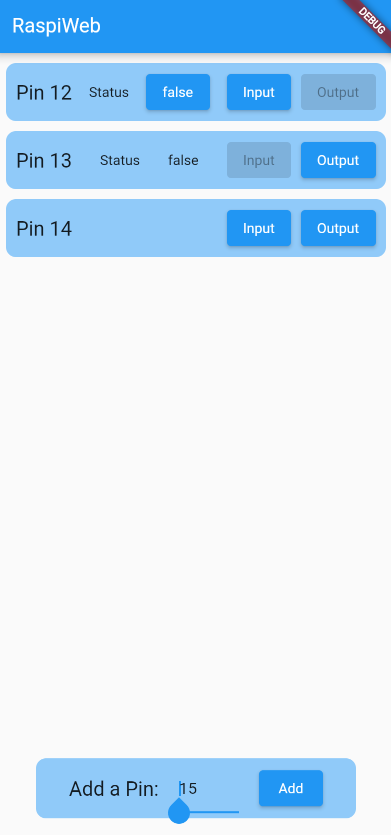 RaspiWeb
DEBUG
Pin 12 Status false Input Output
Pin 13 Status false Input Output
Pin 14 Input Output
Add a Pin: 15 Add